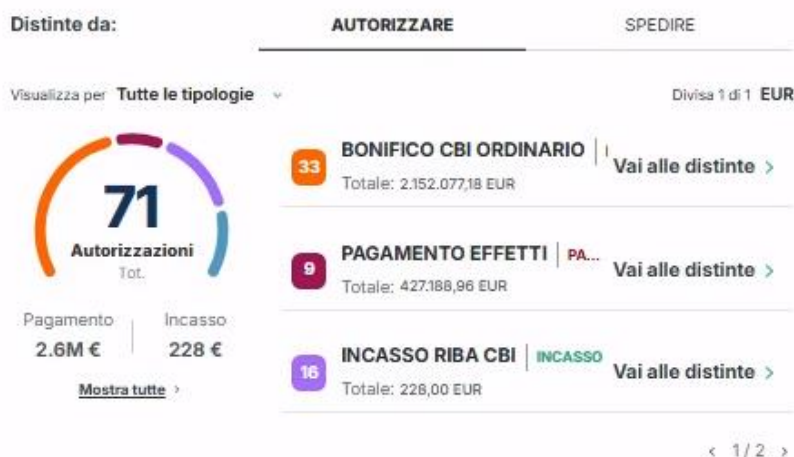 Distinte da:
AUTORIZZARE
SPEDIRE
Visualizza per Tutte le tipologie
Divisa 1 di 1 EUR
71
Autorizzazioni
Tot.
Pagamento
2.6M €
Incasso
228 €
Mostra tutte
33
BONIFICO CBI ORDINARIO
Totale: 2.152.077,18 EUR
Vai alle distinte
9
PAGAMENTO EFFETTI | PA...
Totale: 427.188,96 EUR
Vai alle distinte
16
INCASSO RIBA CBI | INCASSO
Totale: 228,00 EUR
Vai alle distinte
1 / 2